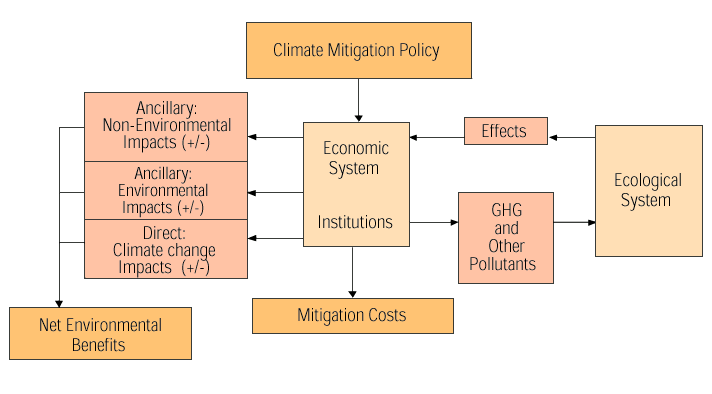 Climate Mitigation Policy
Ancillary:
Non-Environmental
Impacts (+/-)
Ancillary:
Environmental
Impacts (+/-)
Direct:
Climate change
Impacts (+/-)
Economic
System
Institutions
Effects
GHG
and
Other
Pollutants
Ecological
System
Mitigation Costs
Net Environmental
Benefits